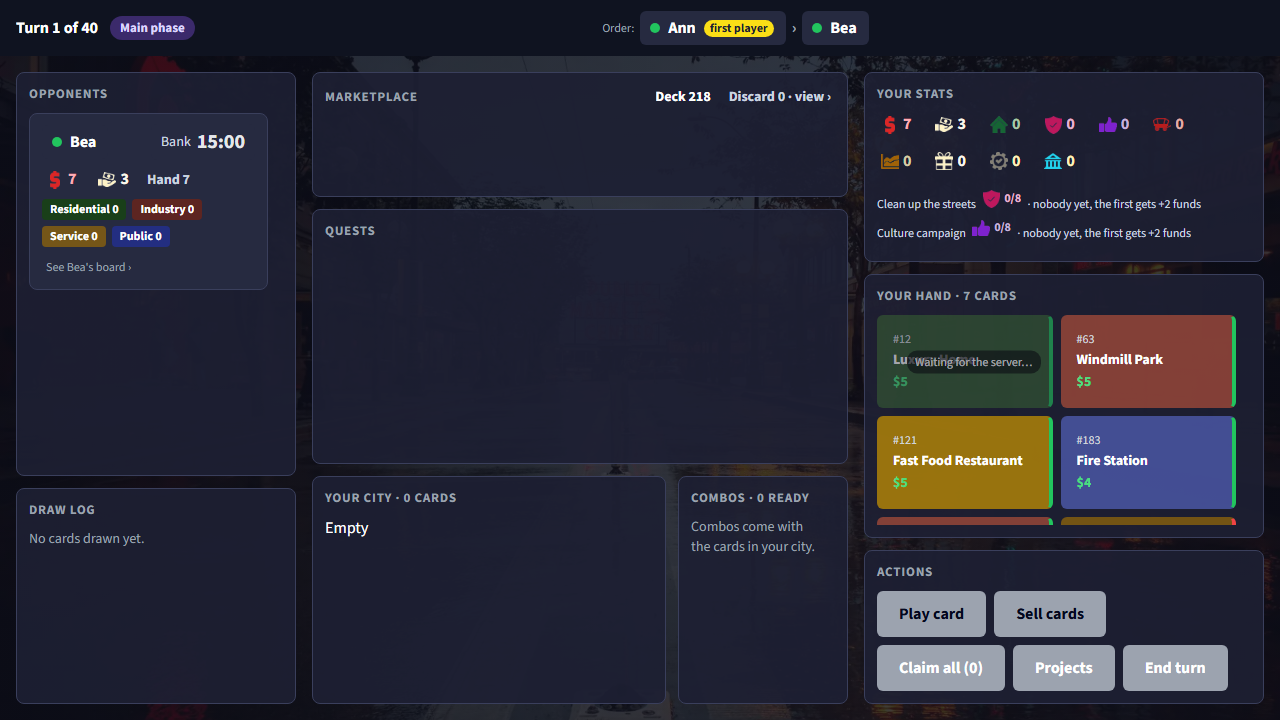 Turn 1 of 40 Main phase
Order: Ann first player › Bea
OPPONENTS
Bea Bank 15:00
7 3 Hand 7
Residential 0 Industry 0
Service 0 Public 0
See Bea's board ›
DRAW LOG
No cards drawn yet.
MARKETPLACE Deck 218 Discard 0 · view ›
QUESTS
YOUR CITY · 0 CARDS
Empty
COMBOS · 0 READY
Combos come with
the cards in your city.
YOUR STATS
7 3 0 0 0 0
0 0 0 0
Clean up the streets 0/8 · nobody yet, the first gets +2 funds
Culture campaign 0/8 · nobody yet, the first gets +2 funds
YOUR HAND · 7 CARDS
#12
Waiting for the server...
$5
#63
Windmill Park
$5
#121
Fast Food Restaurant
$5
#183
Fire Station
$4
ACTIONS
Play card Sell cards
Claim all (0) Projects End turn